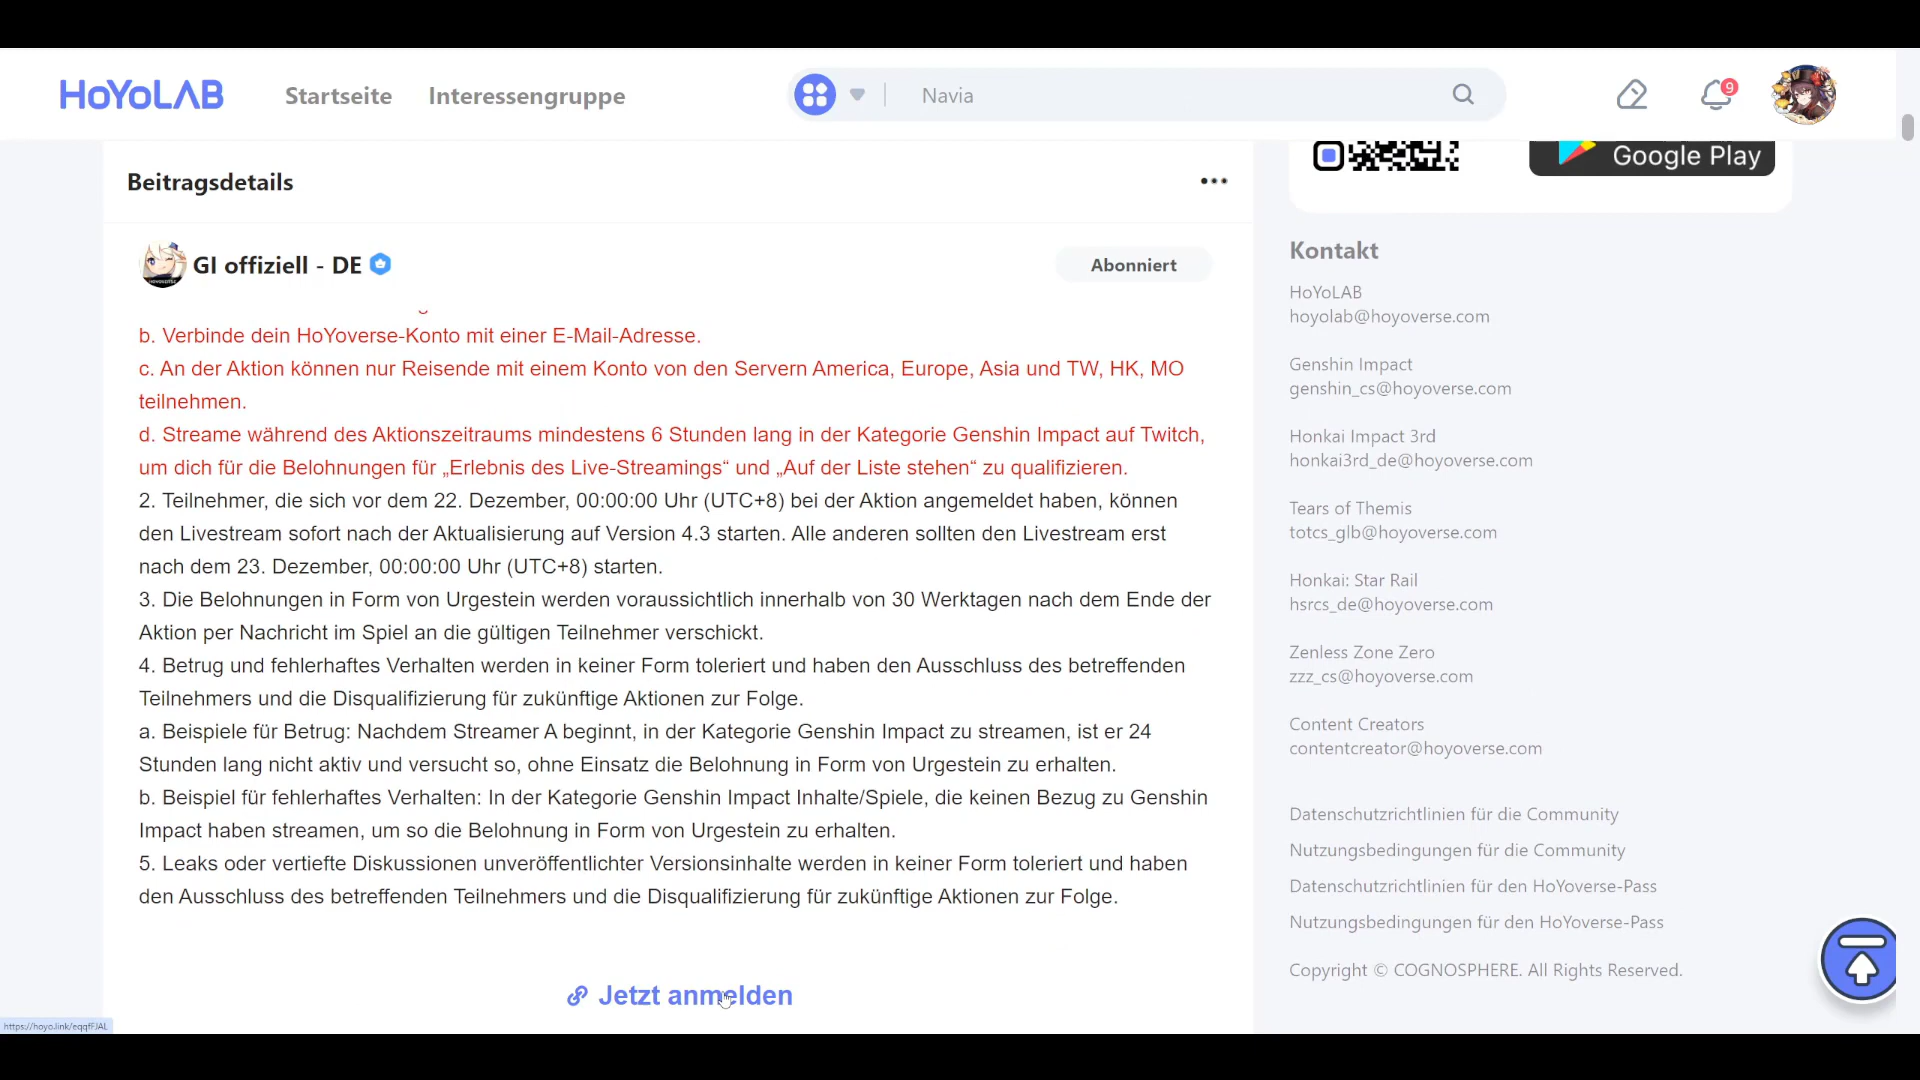 HoYoLAB
Startseite
Interessengruppe
Navia
9
Beitragsdetails
GI offiziell - DE
Abonniert
b. Verbinde dein HoYoverse-Konto mit einer E-Mail-Adresse.
c. An der Aktion können nur Reisende mit einem Konto von den Servern America, Europe, Asia und TW, HK, MO
teilnehmen.
d. Streame während des Aktionszeitraums mindestens 6 Stunden lang in der Kategorie Genshin Impact auf Twitch,
um dich für die Belohnungen für „Erlebnis des Live-Streamings“ und „Auf der Liste stehen“ zu qualifizieren.
2. Teilnehmer, die sich vor dem 22. Dezember, 00:00:00 Uhr (UTC+8) bei der Aktion angemeldet haben, können
den Livestream sofort nach der Aktualisierung auf Version 4.3 starten. Alle anderen sollten den Livestream erst
nach dem 23. Dezember, 00:00:00 Uhr (UTC+8) starten.
3. Die Belohnungen in Form von Urgestein werden voraussichtlich innerhalb von 30 Werktagen nach dem Ende der
Aktion per Nachricht im Spiel an die gültigen Teilnehmer verschickt.
4. Betrug und fehlerhaftes Verhalten werden in keiner Form toleriert und haben den Ausschluss des betreffenden
Teilnehmers und die Disqualifizierung für zukünftige Aktionen zur Folge.
a. Beispiele für Betrug: Nachdem Streamer A beginnt, in der Kategorie Genshin Impact zu streamen, ist er 24
Stunden lang nicht aktiv und versucht so, ohne Einsatz die Belohnung in Form von Urgestein zu erhalten.
b. Beispiel für fehlerhaftes Verhalten: In der Kategorie Genshin Impact Inhalte/Spiele, die keinen Bezug zu Genshin
Impact haben streamen, um so die Belohnung in Form von Urgestein zu erhalten.
5. Leaks oder vertiefte Diskussionen unveröffentlichter Versionsinhalte werden in keiner Form toleriert und haben
den Ausschluss des betreffenden Teilnehmers und die Disqualifizierung für zukünftige Aktionen zur Folge.
Jetzt anmelden
https://hoyo.link/eqqfFJAL
Google Play
Kontakt
HoYoLAB
hoyolab@hoyoverse.com
Genshin Impact
genshin_cs@hoyoverse.com
Honkai Impact 3rd
honkai3rd_de@hoyoverse.com
Tears of Themis
totcs_glb@hoyoverse.com
Honkai: Star Rail
hsrcs_de@hoyoverse.com
Zenless Zone Zero
zzz_cs@hoyoverse.com
Content Creators
contentcreator@hoyoverse.com
Datenschutzrichtlinien für die Community
Nutzungsbedingungen für die Community
Datenschutzrichtlinien für den HoYoverse-Pass
Nutzungsbedingungen für den HoYoverse-Pass
Copyright © COGNOSPHERE. All Rights Reserved.